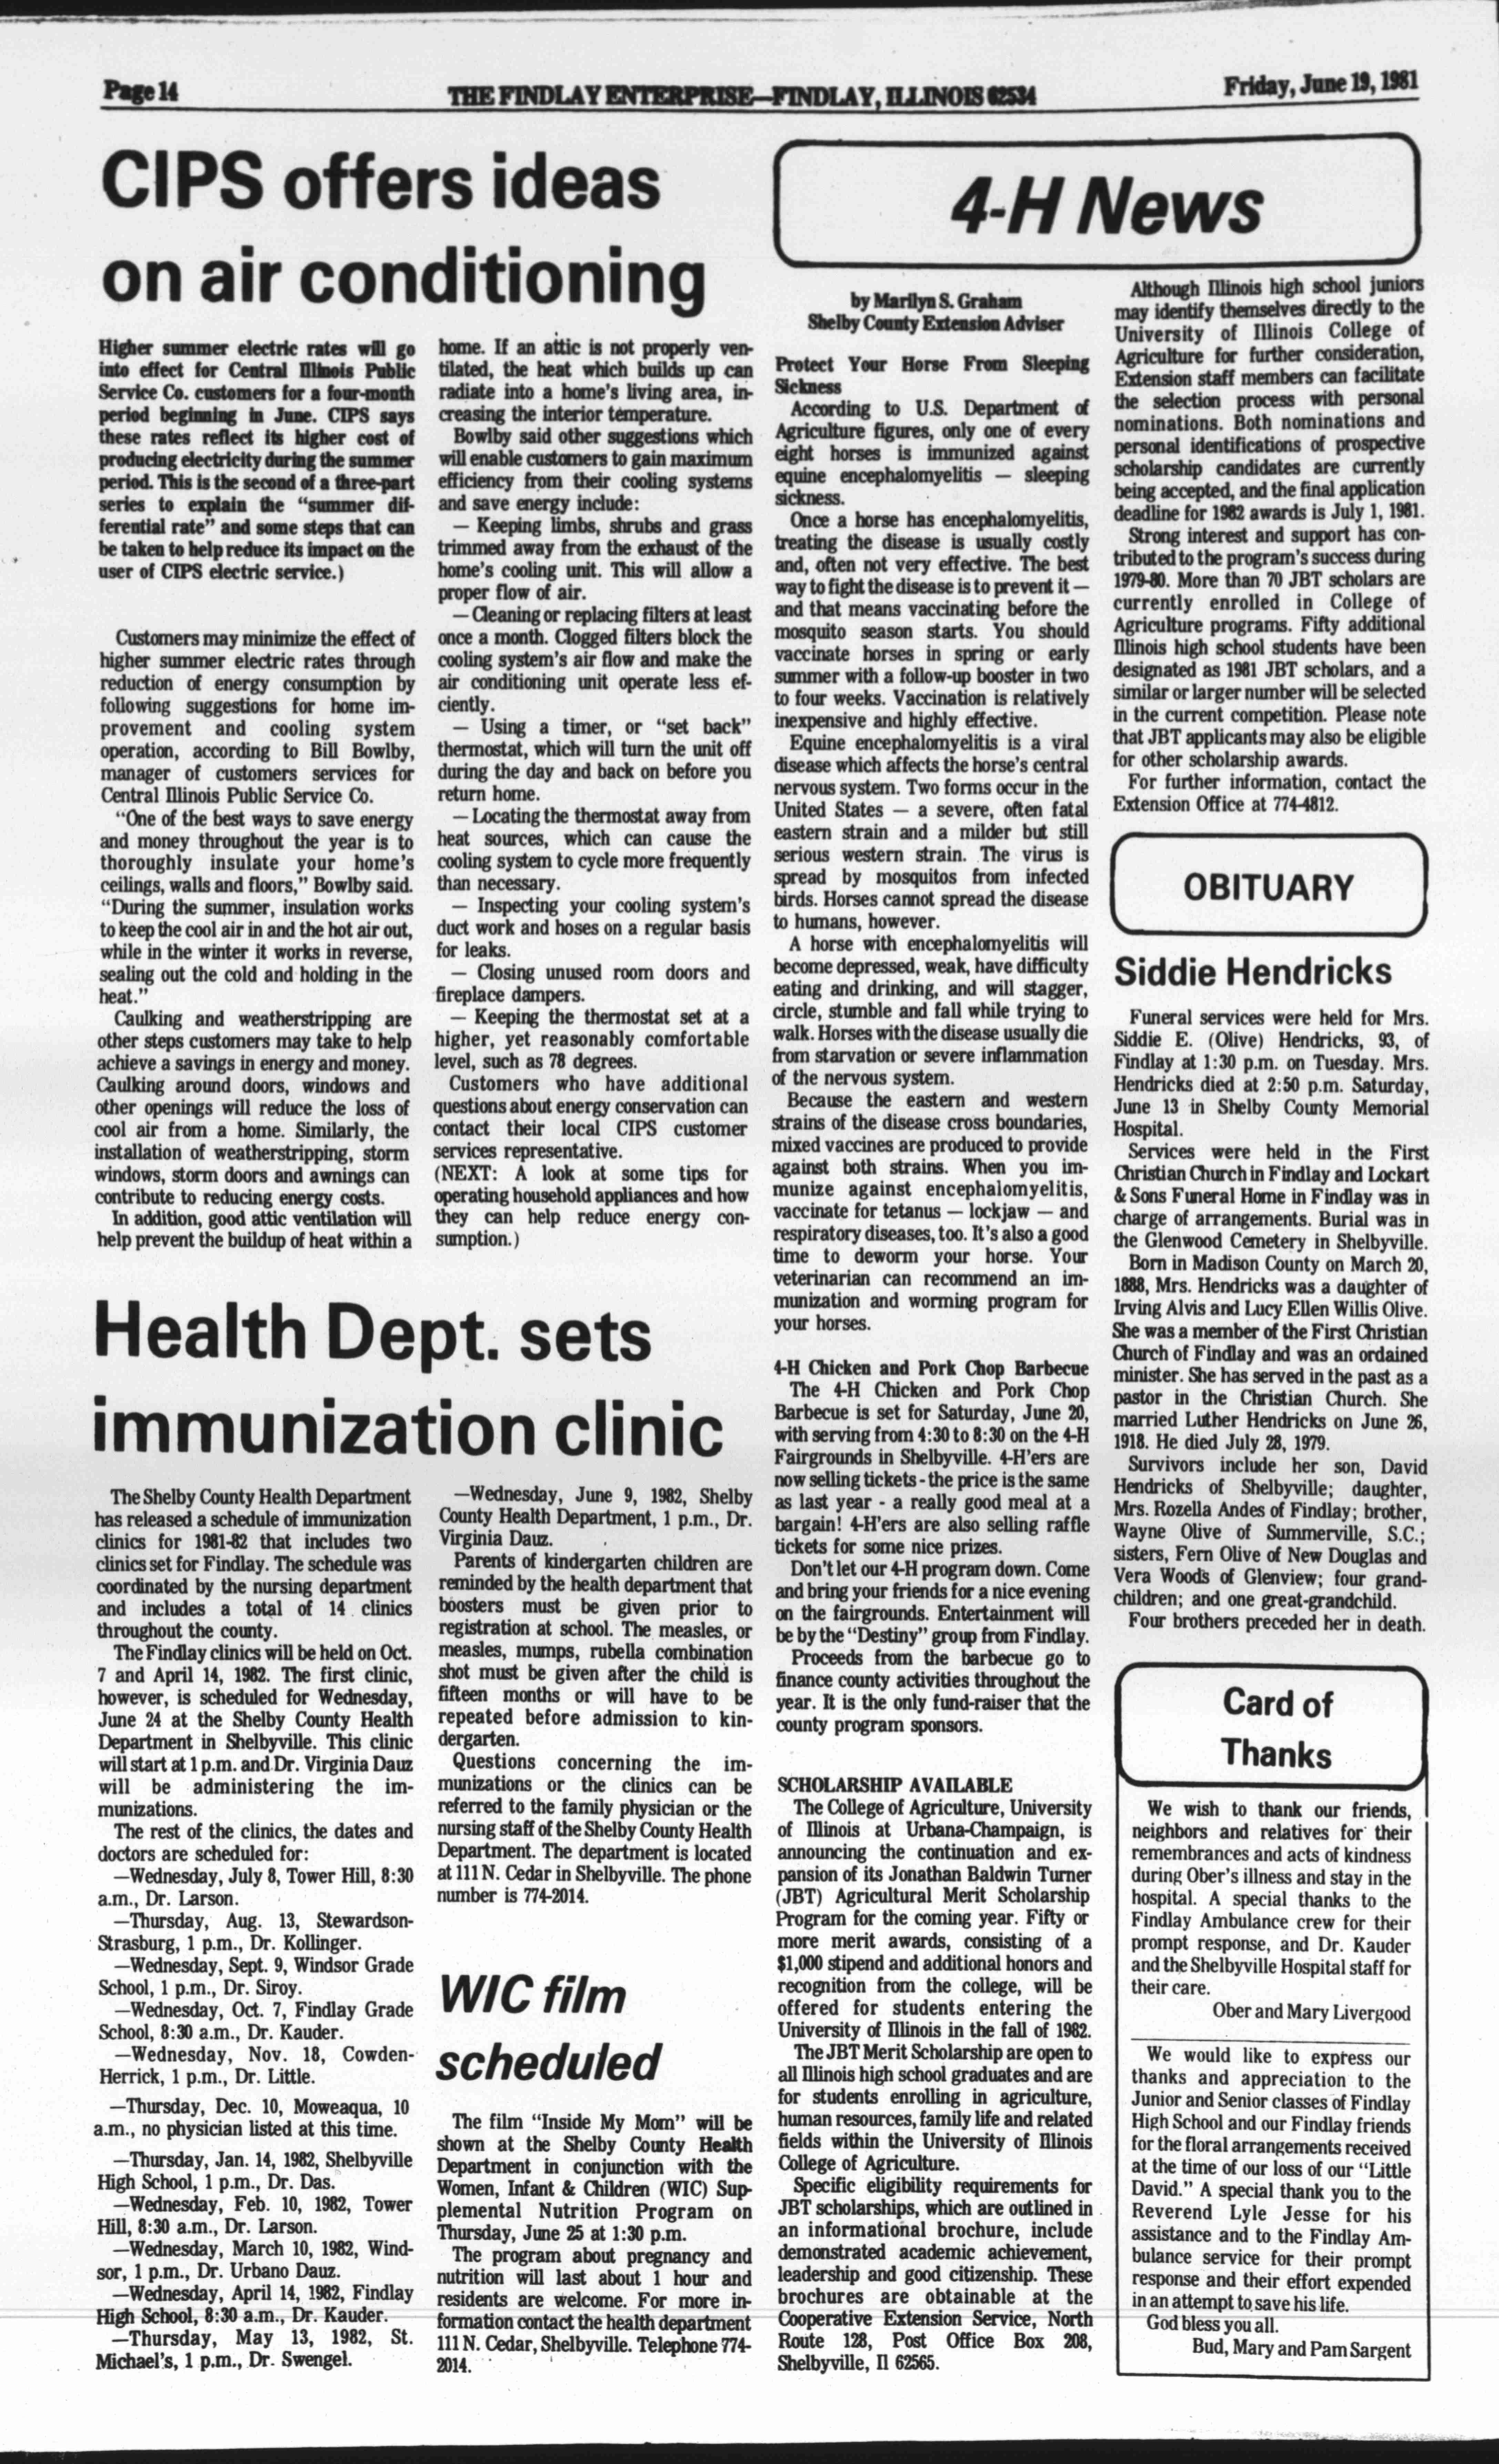 Page 14
THE FINDLAY ENTERPRISE—FINDLAY, ILLINOIS 62534
Friday, June 19, 1981
CIPS offers ideas
on air conditioning
Higher summer electric rates will go
into effect for Central Illinois Public
Service Co. customers for a four-month
period beginning in June. CIPS says
these rates reflect its higher cost of
producing electricity during the summer
period. This is the second of a three-part
series to explain the "summer dif-
ferential rate" and some steps that can
be taken to help reduce its impact on the
user of CIPS electric service.)
Customers may minimize the effect of
higher summer electric rates through
reduction of energy consumption by
following suggestions for home im-
provement and cooling system
operation, according to Bill Bowlby,
manager of customers services for
Central Illinois Public Service Co.
"One of the best ways to save energy
and money throughout the year is to
thoroughly insulate your home's
ceilings, walls and floors," Bowlby said.
"During the summer, insulation works
to keep the cool air in and the hot air out,
while in the winter it works in reverse,
sealing out the cold and holding in the
heat."
Caulking and weatherstripping are
other steps customers may take to help
achieve a savings in energy and money.
Caulking around doors, windows and
other openings will reduce the loss of
cool air from a home. Similarly, the
installation of weatherstripping, storm
windows, storm doors and awnings can
contribute to reducing energy costs.
In addition, good attic ventilation will
help prevent the buildup of heat within a
home. If an attic is not properly ven-
tilated, the heat which builds up can
radiate into a home's living area, in-
creasing the interior temperature.
Bowlby said other suggestions which
will enable customers to gain maximum
efficiency from their cooling systems
and save energy include:
— Keeping limbs, shrubs and grass
trimmed away from the exhaust of the
home's cooling unit. This will allow a
proper flow of air.
— Cleaning or replacing filters at least
once a month. Clogged filters block the
cooling system's air flow and make the
air conditioning unit operate less ef-
ciently.
— Using a timer, or "set back"
thermostat, which will turn the unit off
during the day and back on before you
return home.
— Locating the thermostat away from
heat sources, which can cause the
cooling system to cycle more frequently
than necessary.
— Inspecting your cooling system's
duct work and hoses on a regular basis
for leaks.
— Closing unused room doors and
fireplace dampers.
— Keeping the thermostat set at a
higher, yet reasonably comfortable
level, such as 78 degrees.
Customers who have additional
questions about energy conservation can
contact their local CIPS customer
services representative.
(NEXT: A look at some tips for
operating household appliances and how
they can help reduce energy con-
sumption.)
Health Dept. sets
immunization clinic
The Shelby County Health Department
has released a schedule of immunization
clinics for 1981-82 that includes two
clinics set for Findlay. The schedule was
coordinated by the nursing department
and includes a total of 14 clinics
throughout the county.
The Findlay clinics will be held on Oct.
7 and April 14, 1982. The first clinic,
however, is scheduled for Wednesday,
June 24 at the Shelby County Health
Department in Shelbyville. This clinic
will start at 1 p.m. and Dr. Virginia Dauz
will be administering the im-
munizations.
The rest of the clinics, the dates and
doctors are scheduled for:
—Wednesday, July 8, Tower Hill, 8:30
a.m., Dr. Larson.
—Thursday, Aug. 13, Stewardson-
Strasburg, 1 p.m., Dr. Kollinger.
—Wednesday, Sept. 9, Windsor Grade
School, 1 p.m., Dr. Siroy.
—Wednesday, Oct. 7, Findlay Grade
School, 8:30 a.m., Dr. Kauder.
—Wednesday, Nov. 18, Cowden-
Herrick, 1 p.m., Dr. Little.
—Thursday, Dec. 10, Moweaqua, 10
a.m., no physician listed at this time.
—Thursday, Jan. 14, 1982, Shelbyville
High School, 1 p.m., Dr. Das.
—Wednesday, Feb. 10, 1982, Tower
Hill, 8:30 a.m., Dr. Larson.
—Wednesday, March 10, 1982, Wind-
sor, 1 p.m., Dr. Urbano Dauz.
—Wednesday, April 14, 1982, Findlay
High School, 8:30 a.m., Dr. Kauder.
—Thursday, May 13, 1982, St.
Michael's, 1 p.m., Dr. Swengel.
—Wednesday, June 9, 1982, Shelby
County Health Department, 1 p.m., Dr.
Virginia Dauz.
Parents of kindergarten children are
reminded by the health department that
boosters must be given prior to
registration at school. The measles, or
measles, mumps, rubella combination
shot must be given after the child is
fifteen months or will have to be
repeated before admission to kin-
dergarten.
Questions concerning the im-
munizations or the clinics can be
referred to the family physician or the
nursing staff of the Shelby County Health
Department. The department is located
at 111 N. Cedar in Shelbyville. The phone
number is 774-2014.
WIC film
scheduled
The film "Inside My Mom" will be
shown at the Shelby County Health
Department in conjunction with the
Women, Infant & Children (WIC) Sup-
plemental Nutrition Program on
Thursday, June 25 at 1:30 p.m.
The program about pregnancy and
nutrition will last about 1 hour and
residents are welcome. For more in-
formation contact the health department
111 N. Cedar, Shelbyville. Telephone 774-
2014.
4-H News
by Marilyn S. Graham
Shelby County Extension Adviser
Protect Your Horse From Sleeping
Sickness
According to U.S. Department of
Agriculture figures, only one of every
eight horses is immunized against
equine encephalomyelitis — sleeping
sickness.
Once a horse has encephalomyelitis,
treating the disease is usually costly
and, often not very effective. The best
way to fight the disease is to prevent it —
and that means vaccinating before the
mosquito season starts. You should
vaccinate horses in spring or early
summer with a follow-up booster in two
to four weeks. Vaccination is relatively
inexpensive and highly effective.
Equine encephalomyelitis is a viral
disease which affects the horse's central
nervous system. Two forms occur in the
United States — a severe, often fatal
eastern strain and a milder but still
serious western strain. The virus is
spread by mosquitos from infected
birds. Horses cannot spread the disease
to humans, however.
A horse with encephalomyelitis will
become depressed, weak, have difficulty
eating and drinking, and will stagger,
circle, stumble and fall while trying to
walk. Horses with the disease usually die
from starvation or severe inflammation
of the nervous system.
Because the eastern and western
strains of the disease cross boundaries,
mixed vaccines are produced to provide
against both strains. When you im-
munize against encephalomyelitis,
vaccinate for tetanus — lockjaw — and
respiratory diseases, too. It's also a good
time to deworm your horse. Your
veterinarian can recommend an im-
munization and worming program for
your horses.
4-H Chicken and Pork Chop Barbecue
The 4-H Chicken and Pork Chop
Barbecue is set for Saturday, June 20,
with serving from 4:30 to 8:30 on the 4-H
Fairgrounds in Shelbyville. 4-H'ers are
now selling tickets - the price is the same
as last year - a really good meal at a
bargain! 4-H'ers are also selling raffle
tickets for some nice prizes.
Don't let our 4-H program down. Come
and bring your friends for a nice evening
on the fairgrounds. Entertainment will
be by the "Destiny" group from Findlay.
Proceeds from the barbecue go to
finance county activities throughout the
year. It is the only fund-raiser that the
county program sponsors.
SCHOLARSHIP AVAILABLE
The College of Agriculture, University
of Illinois at Urbana-Champaign, is
announcing the continuation and ex-
pansion of its Jonathan Baldwin Turner
(JBT) Agricultural Merit Scholarship
Program for the coming year. Fifty or
more merit awards, consisting of a
$1,000 stipend and additional honors and
recognition from the college, will be
offered for students entering the
University of Illinois in the fall of 1982.
The JBT Merit Scholarship are open to
all Illinois high school graduates and are
for students enrolling in agriculture,
human resources, family life and related
fields within the University of Illinois
College of Agriculture.
Specific eligibility requirements for
JBT scholarships, which are outlined in
an informational brochure, include
demonstrated academic achievement,
leadership and good citizenship. These
brochures are obtainable at the
Cooperative Extension Service, North
Route 128, Post Office Box 208,
Shelbyville, Il 62565.
Although Illinois high school juniors
may identify themselves directly to the
University of Illinois College of
Agriculture for further consideration,
Extension staff members can facilitate
the selection process with personal
nominations. Both nominations and
personal identifications of prospective
scholarship candidates are currently
being accepted, and the final application
deadline for 1982 awards is July 1, 1981.
Strong interest and support has con-
tributed to the program's success during
1979-80. More than 70 JBT scholars are
currently enrolled in College of
Agriculture programs. Fifty additional
Illinois high school students have been
designated as 1981 JBT scholars, and a
similar or larger number will be selected
in the current competition. Please note
that JBT applicants may also be eligible
for other scholarship awards.
For further information, contact the
Extension Office at 774-4812.
OBITUARY
Siddie Hendricks
Funeral services were held for Mrs.
Siddie E. (Olive) Hendricks, 93, of
Findlay at 1:30 p.m. on Tuesday. Mrs.
Hendricks died at 2:50 p.m. Saturday,
June 13 in Shelby County Memorial
Hospital.
Services were held in the First
Christian Church in Findlay and Lockart
& Sons Funeral Home in Findlay was in
charge of arrangements. Burial was in
the Glenwood Cemetery in Shelbyville.
Born in Madison County on March 20,
1888, Mrs. Hendricks was a daughter of
Irving Alvis and Lucy Ellen Willis Olive.
She was a member of the First Christian
Church of Findlay and was an ordained
minister. She has served in the past as a
pastor in the Christian Church. She
married Luther Hendricks on June 26,
1918. He died July 28, 1979.
Survivors include her son, David
Hendricks of Shelbyville; daughter,
Mrs. Rozella Andes of Findlay; brother,
Wayne Olive of Summerville, S.C.;
sisters, Fern Olive of New Douglas and
Vera Woods of Glenview; four grand-
children; and one great-grandchild.
Four brothers preceded her in death.
Card of
Thanks
We wish to thank our friends,
neighbors and relatives for their
remembrances and acts of kindness
during Ober's illness and stay in the
hospital. A special thanks to the
Findlay Ambulance crew for their
prompt response, and Dr. Kauder
and the Shelbyville Hospital staff for
their care.
Ober and Mary Livergood
We would like to express our
thanks and appreciation to the
Junior and Senior classes of Findlay
High School and our Findlay friends
for the floral arrangements received
at the time of our loss of our "Little
David." A special thank you to the
Reverend Lyle Jesse for his
assistance and to the Findlay Am-
bulance service for their prompt
response and their effort expended
in an attempt to save his life.
God bless you all.
Bud, Mary and Pam Sargent